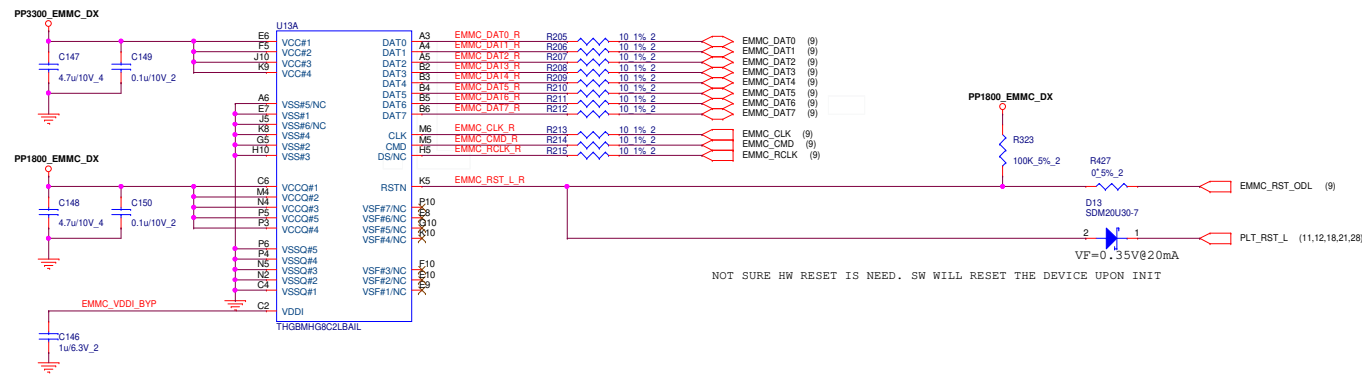 PP3300_EMMC_DX
C147
4.7u/10V_4
C149
0.1u/10V_2
U13A
E6 VCC#1
F5 VCC#2
J10 VCC#3
K9 VCC#4
A6 VSS#5/NC
E7 VSS#1
J5 VSS#6/NC
K8 VSS#4
G5 VSS#2
H10 VSS#3
PP1800_EMMC_DX
C148
4.7u/10V_4
C150
0.1u/10V_2
C6 VCCQ#1
M4 VCCQ#2
N4 VCCQ#3
P5 VCCQ#5
P3 VCCQ#4
P6 VSSQ#5
P4 VSSQ#4
N5 VSSQ#3
N2 VSSQ#2
C4 VSSQ#1
EMMC_VDDI_BYP C2 VDDI
C146
1u/6.3V_2
THGBMHG8C2LBAIL
DAT0 A3 EMMC_DAT0_R R205 10_1%_2 EMMC_DAT0 (9)
DAT1 A4 EMMC_DAT1_R R206 10_1%_2 EMMC_DAT1 (9)
DAT2 A5 EMMC_DAT2_R R207 10_1%_2 EMMC_DAT2 (9)
DAT3 B2 EMMC_DAT3_R R208 10_1%_2 EMMC_DAT3 (9)
DAT4 B3 EMMC_DAT4_R R209 10_1%_2 EMMC_DAT4 (9)
DAT5 B4 EMMC_DAT5_R R210 10_1%_2 EMMC_DAT5 (9)
DAT6 B5 EMMC_DAT6_R R211 10_1%_2 EMMC_DAT6 (9)
DAT7 B6 EMMC_DAT7_R R212 10_1%_2 EMMC_DAT7 (9)
CLK M6 EMMC_CLK_R R213 10_1%_2 EMMC_CLK (9)
CMD M5 EMMC_CMD_R R214 10_1%_2 EMMC_CMD (9)
DS/NC H5 EMMC_RCLK_R R215 10_1%_2 EMMC_RCLK (9)
RSTN K5 EMMC_RST_L_R
VSF#7/NC P10
VSF#6/NC E8
VSF#5/NC G10
VSF#4/NC K10
VSF#3/NC F10
VSF#2/NC E10
VSF#1/NC E9
PP1800_EMMC_DX
R323
100K_5%_2
R427
0_5%_2
EMMC_RST_ODL (9)
D13
SDM20U30-7
2 1
PLT_RST_L (11,12,18,21,28)
VF=0.35V@20mA
NOT SURE HW RESET IS NEED. SW WILL RESET THE DEVICE UPON INIT